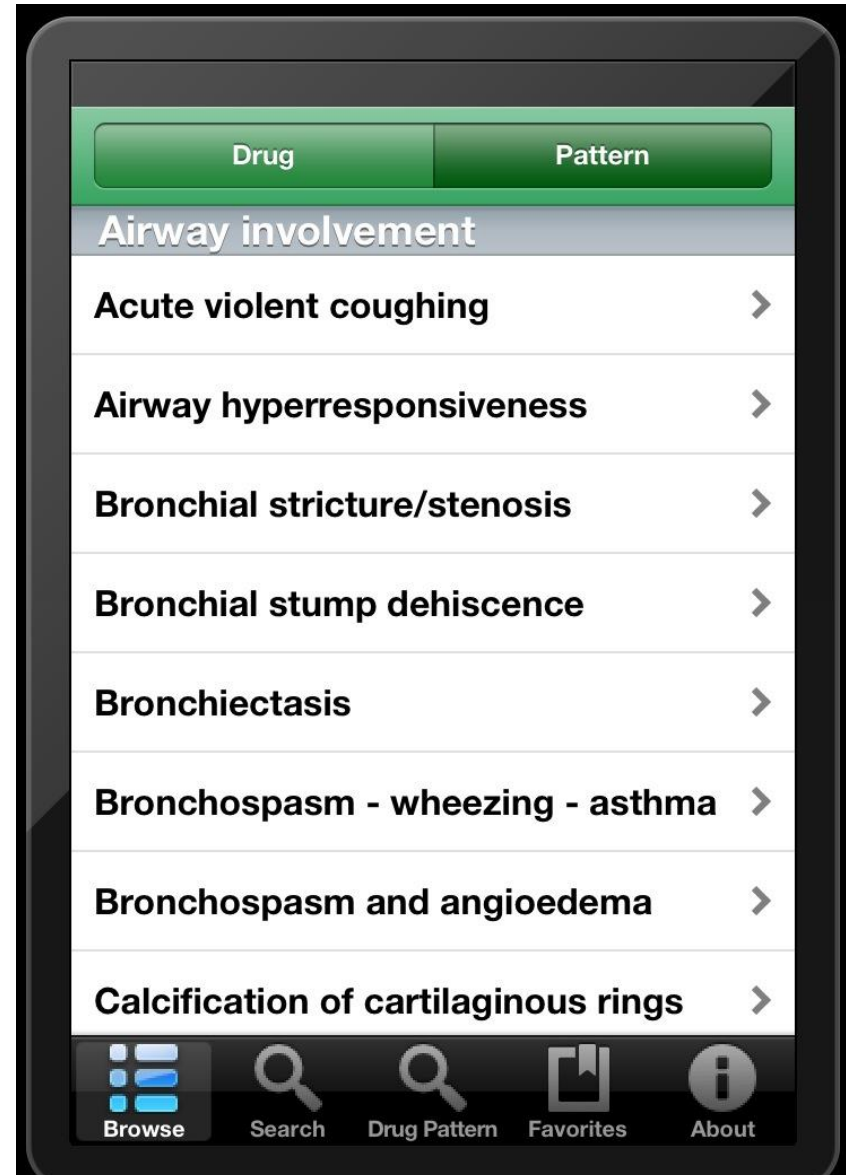 Drug Pattern
Airway involvement
Acute violent coughing
Airway hyperresponsiveness
Bronchial stricture/stenosis
Bronchial stump dehiscence
Bronchiectasis
Bronchospasm - wheezing - asthma
Bronchospasm and angioedema
Calcification of cartilaginous rings
Browse Search Drug Pattern Favorites About